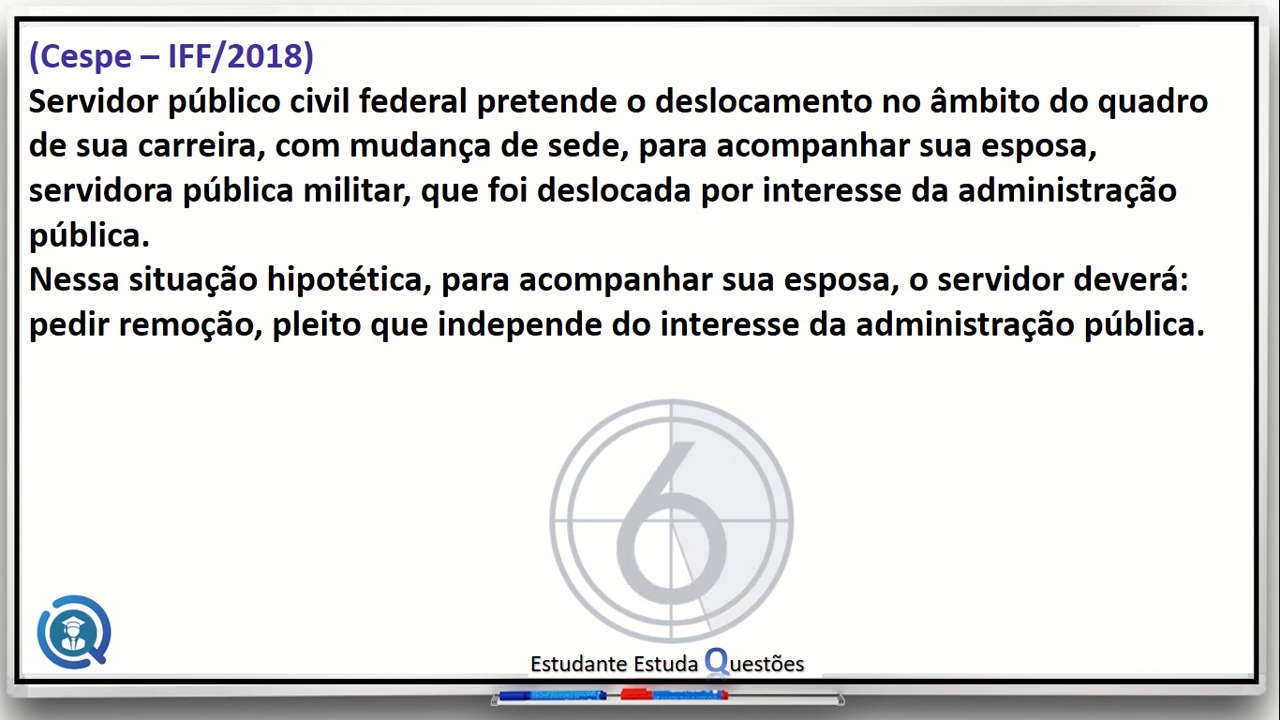 (Cespe – IFF/2018)
Servidor público civil federal pretende o deslocamento no âmbito do quadro
de sua carreira, com mudança de sede, para acompanhar sua esposa,
servidora pública militar, que foi deslocada por interesse da administração
pública.
Nessa situação hipotética, para acompanhar sua esposa, o servidor deverá:
pedir remoção, pleito que independe do interesse da administração pública.
6
Estudante Estuda Questões